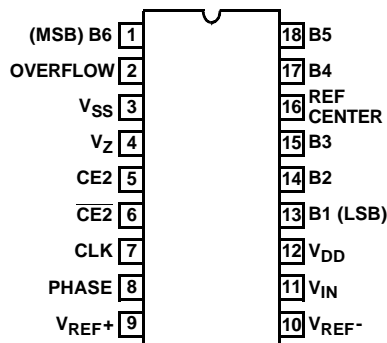 (MSB) B6 1
OVERFLOW 2
VSS 3
VZ 4
CE2 5
CE2 6
CLK 7
PHASE 8
VREF+ 9
18 B5
17 B4
16 REF
CENTER
15 B3
14 B2
13 B1 (LSB)
12 VDD
11 VIN
10 VREF-